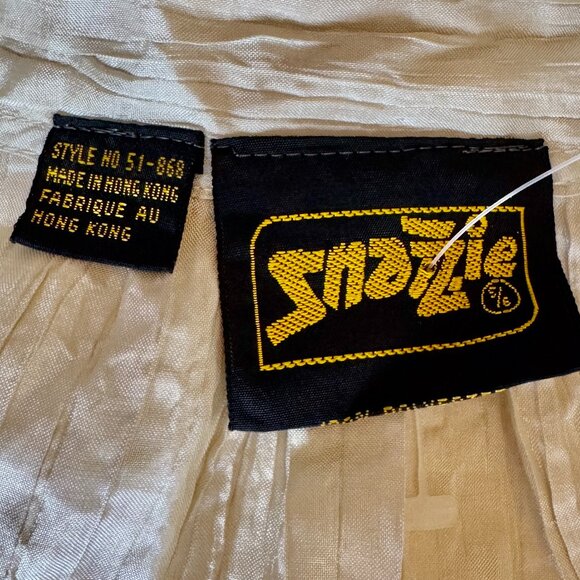 STYLE NO 51-868
MADE IN HONG KONG
FABRIQUE AU
HONG KONG
snazzie
5/6